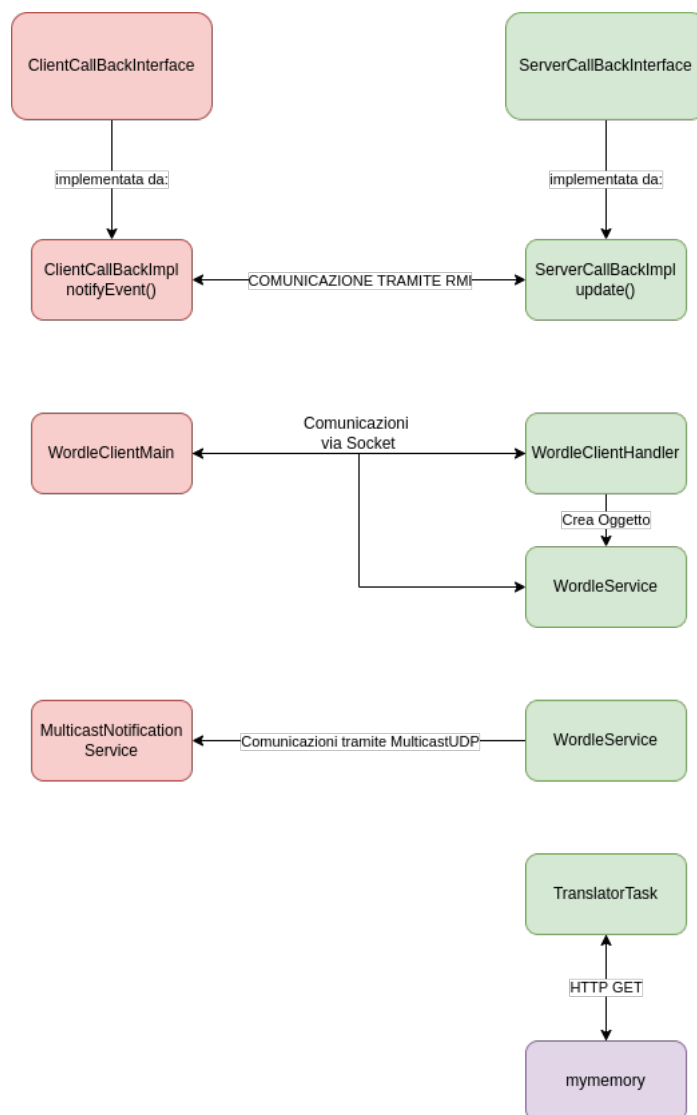 ClientCallBackInterface
ServerCallBackInterface
implementata da:
implementata da:
ClientCallBackImpl
notifyEvent()
COMUNICAZIONE TRAMITE RMI
ServerCallBackImpl
update()
WordleClientMain
Comunicazioni
via Socket
WordleClientHandler
Crea Oggetto
WordleService
MulticastNotification
Service
Comunicazioni tramite MulticastUDP
WordleService
TranslatorTask
HTTP GET
mymemory